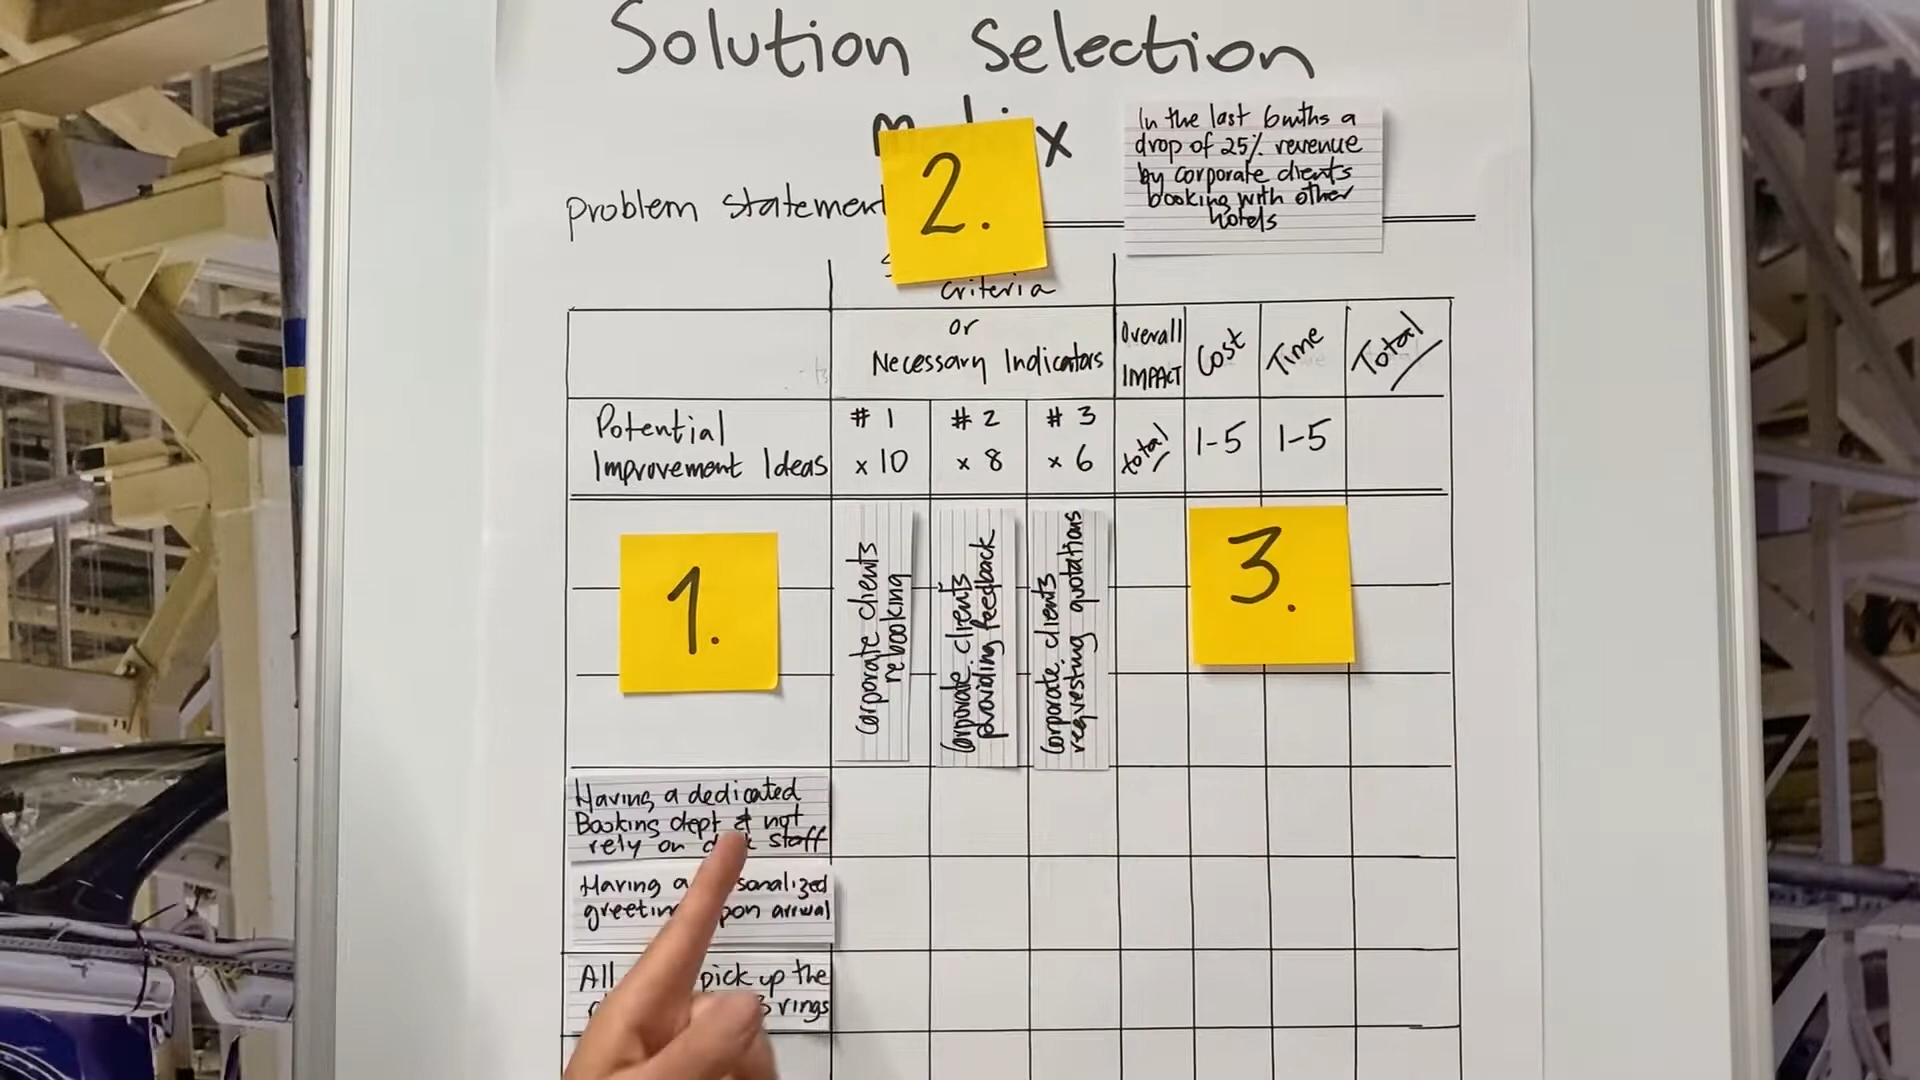 Solution Selection
x
problem statement
2.
In the last 6mths a
drop of 25% revenue
by corporate clients
booking with other
hotels
Criteria
or
Necessary Indicators
Overall
IMPACT
Cost
Time
Total
Potential
Improvement Ideas
# 1
x 10
# 2
x 8
# 3
x 6
total
1-5
1-5
1.
Corporate clients
rebooking
Corporate clients
providing feedback
Corporate clients
requesting quotations
3.
Having a dedicated
Booking dept & not
rely on staff
Having a
greeting upon arrival
All pick up the
3 rings